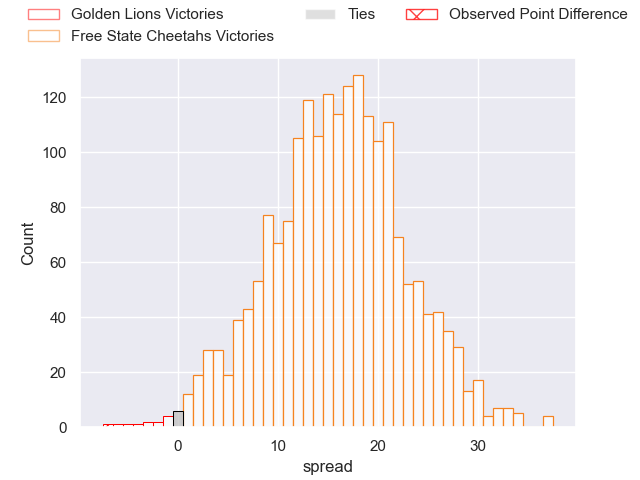 Golden Lions Victories
Free State Cheetahs Victories
Ties
Observed Point Difference
120
100
80
60
40
20
0
Count
0 10 20 30
spread